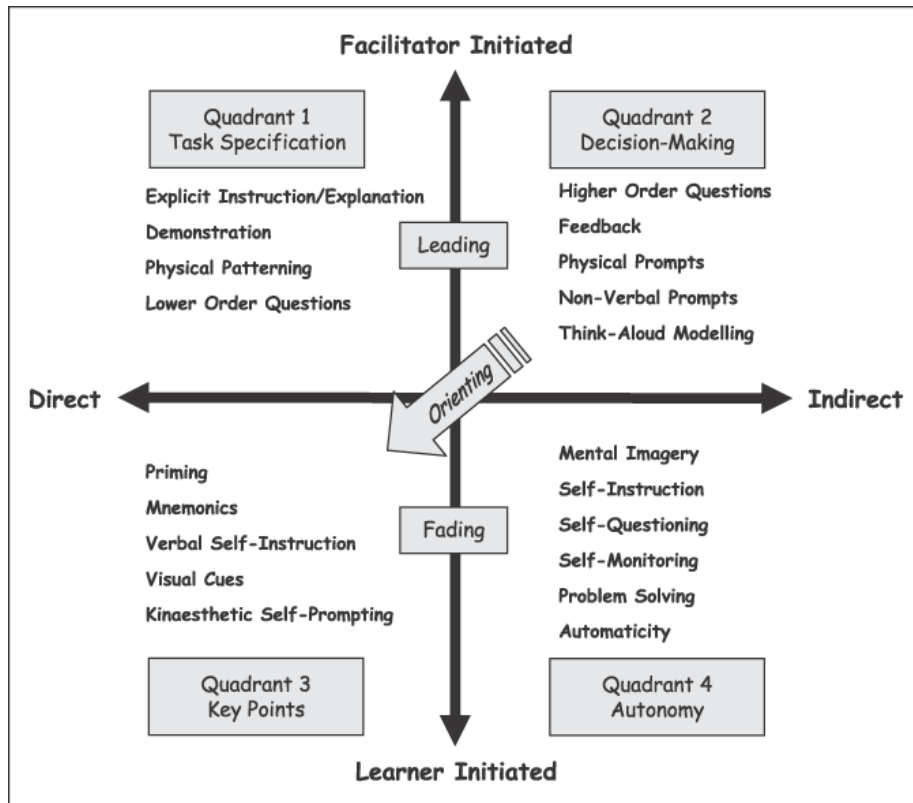 Facilitator Initiated
Quadrant 1
Task Specification
Explicit Instruction/Explanation
Demonstration
Physical Patterning
Lower Order Questions
Quadrant 2
Decision-Making
Higher Order Questions
Feedback
Physical Prompts
Non-Verbal Prompts
Think-Aloud Modelling
Leading
Orienting
Direct
Indirect
Priming
Mnemonics
Verbal Self-Instruction
Visual Cues
Kinaesthetic Self-Prompting
Quadrant 3
Key Points
Fading
Mental Imagery
Self-Instruction
Self-Questioning
Self-Monitoring
Problem Solving
Automaticity
Quadrant 4
Autonomy
Learner Initiated